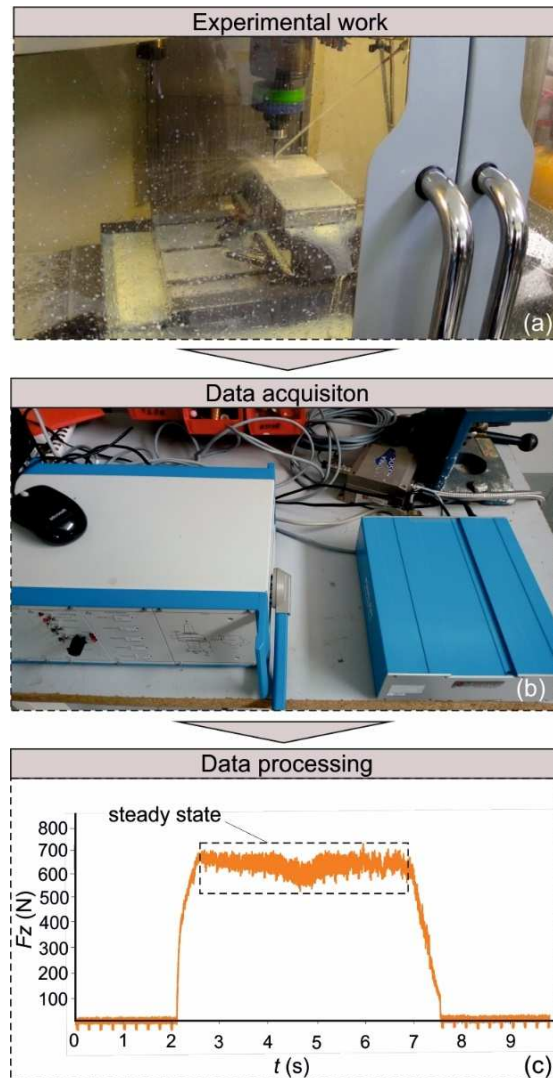 Experimental work
(a)
Data acquisiton
(b)
Data processing
steady state
800
700
600
500
400
300
200
100
Fz (N)
0 1 2 3 4 5 6 7 8 9
t (s)
(c)